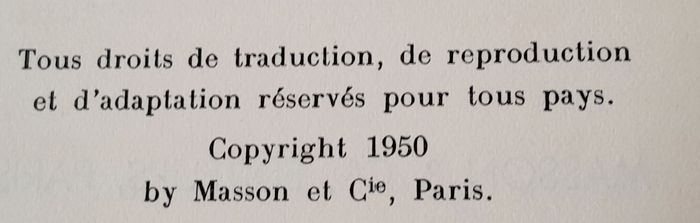 Tous droits de traduction, de reproduction
et d'adaptation réservés pour tous pays.
Copyright 1950
by Masson et Cie, Paris.